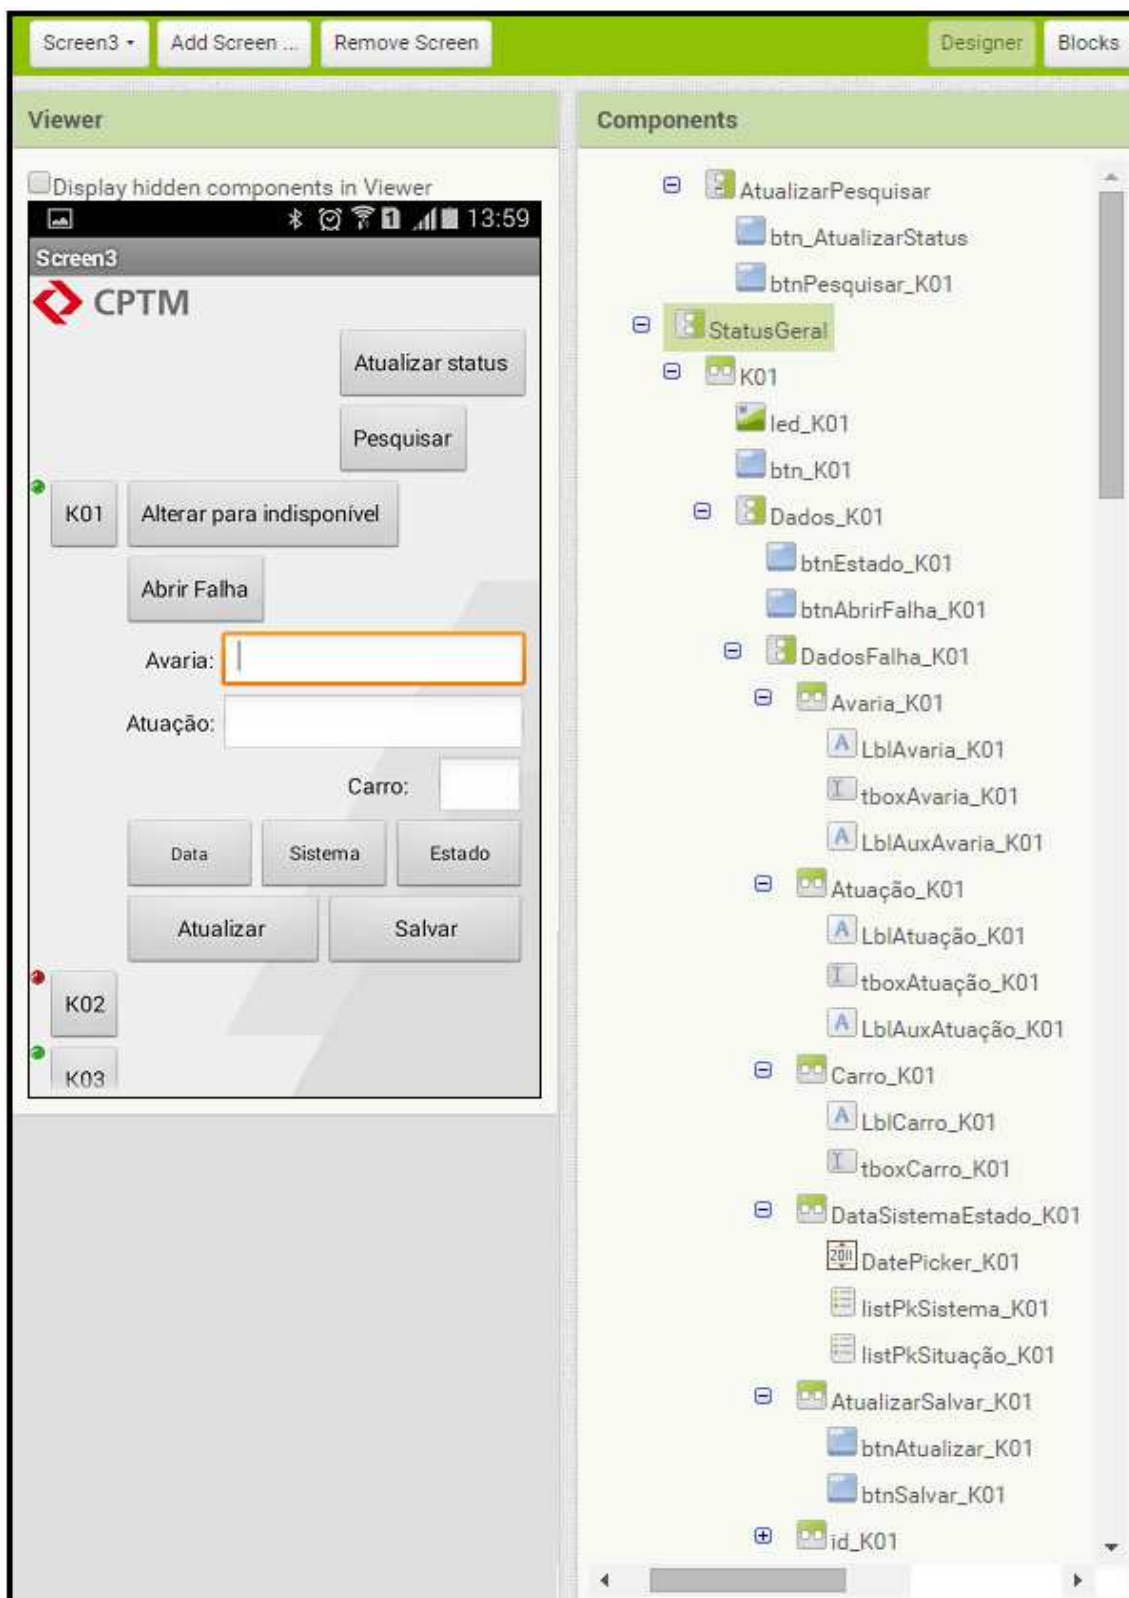 Screen3
Add Screen ...
Remove Screen
Designer
Blocks
Viewer
Display hidden components in Viewer
1
13:59
Screen3
CPTM
Atualizar status
Pesquisar
K01
Alterar para indisponível
Abrir Falha
Avaria:
Atuação:
Carro:
Data
Sistema
Estado
Atualizar
Salvar
K02
K03
Components
AtualizarPesquisar
btn_AtualizarStatus
btnPesquisar_K01
StatusGeral
K01
led_K01
btn_K01
Dados_K01
btnEstado_K01
btnAbrirFalha_K01
DadosFalha_K01
Avaria_K01
LblAvaria_K01
tboxAvaria_K01
LblAuxAvaria_K01
Atuação_K01
LblAtuação_K01
tboxAtuação_K01
LblAuxAtuação_K01
Carro_K01
LblCarro_K01
tboxCarro_K01
DataSistemaEstado_K01
2011 DatePicker_K01
listPkSistema_K01
listPkSituação_K01
AtualizarSalvar_K01
btnAtualizar_K01
btnSalvar_K01
id_K01